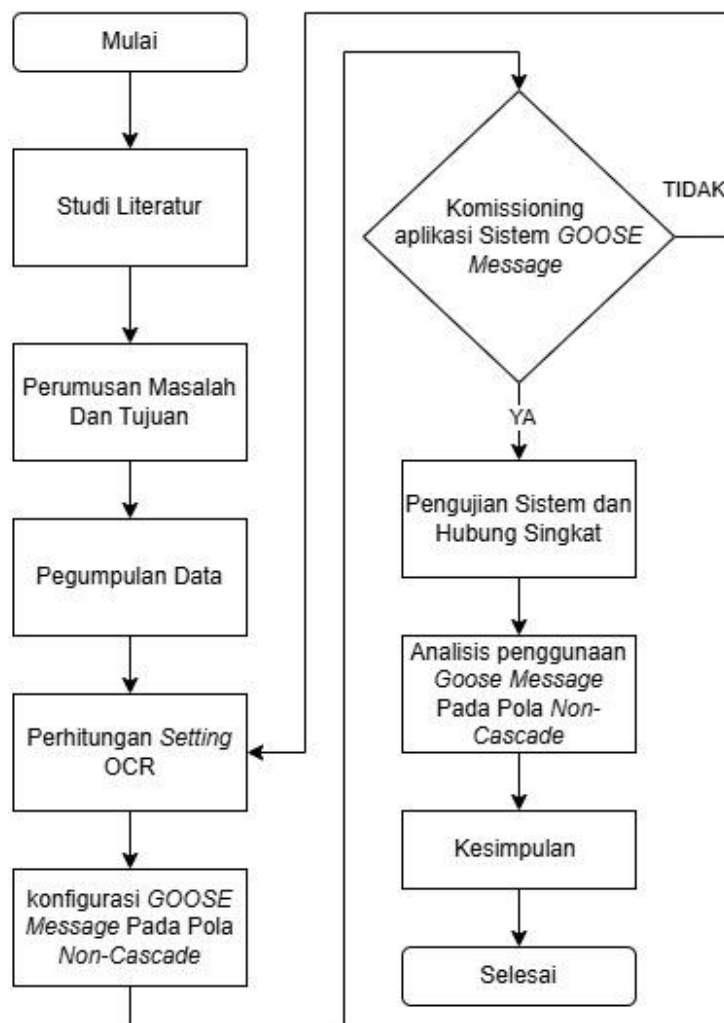 Mulai
Studi Literatur
Perumusan Masalah
Dan Tujuan
Pegumpulan Data
Perhitungan Setting
OCR
konfigurasi GOOSE
Message Pada Pola
Non-Cascade
Komissioning
aplikasi Sistem GOOSE
Message
TIDAK
YA
Pengujian Sistem dan
Hubung Singkat
Analisis penggunaan
Goose Message
Pada Pola Non-
Cascade
Kesimpulan
Selesai